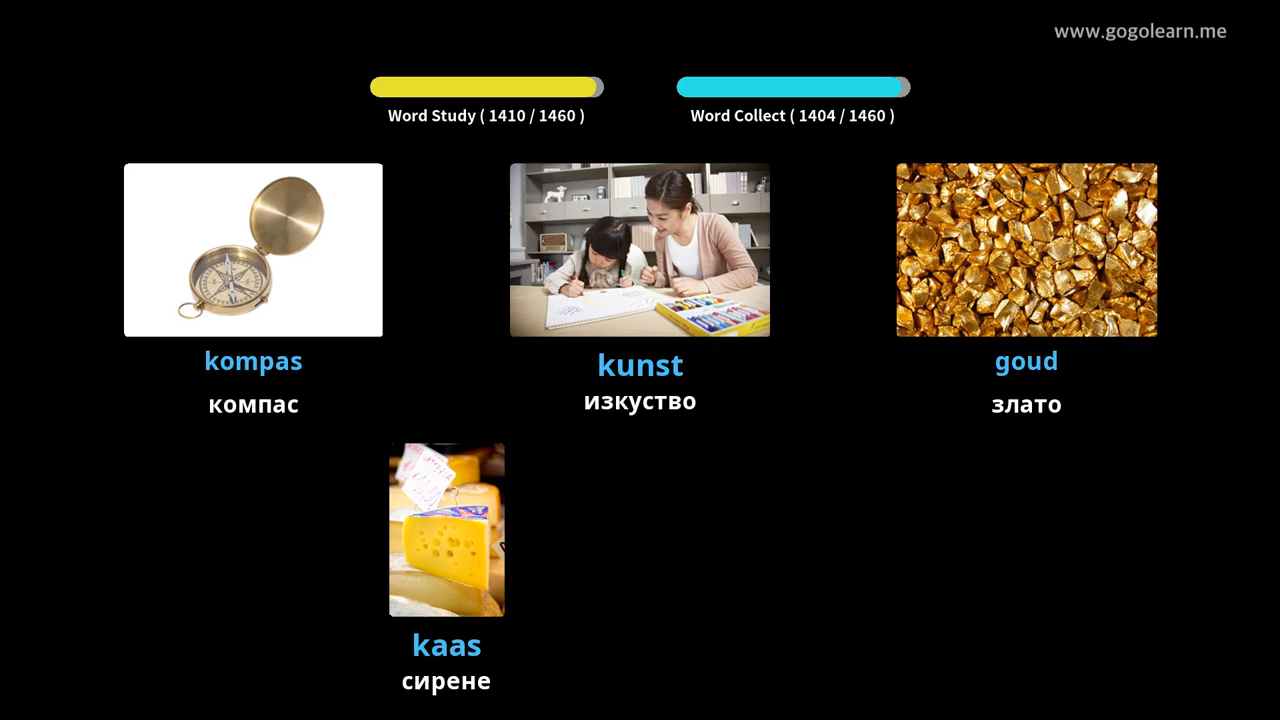 www.gogolearn.me
Word Study ( 1410 / 1460 )
Word Collect ( 1404 / 1460 )
kompas
компас
kunst
изкуство
goud
злато
kaas
сирене